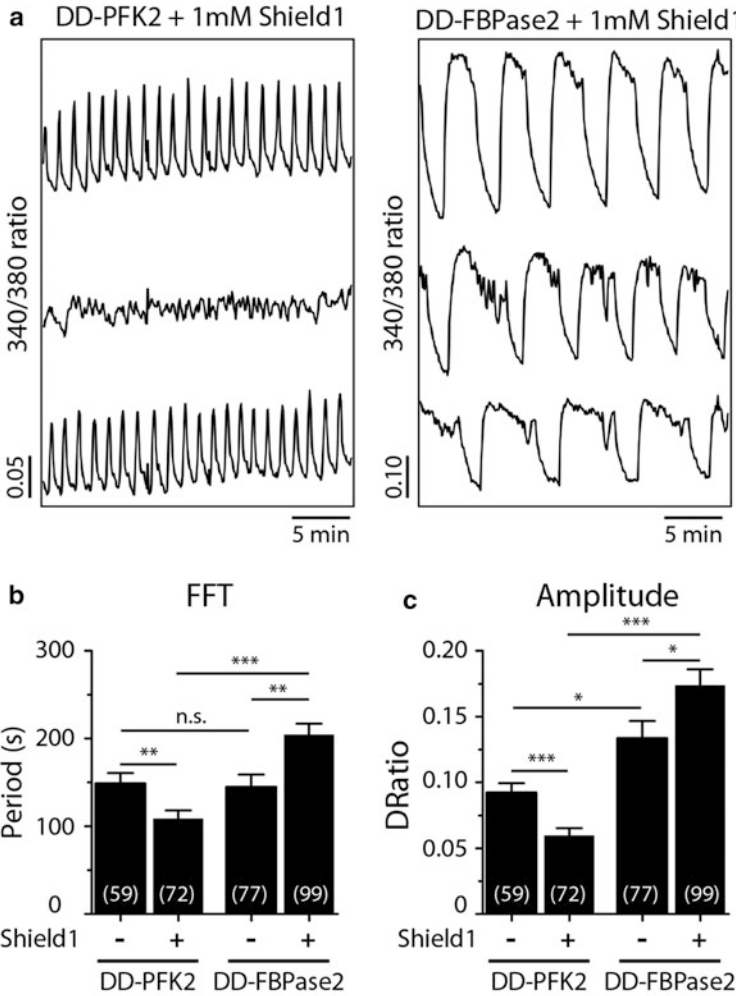 a DD-PFK2 + 1mM Shield1 DD-FBPase2 + 1mM Shield1
340/380 ratio
0.05
5 min
340/380 ratio
0.10
5 min
b FFT
Period (s)
300
200
100
0
n.s.
**
***
**
(59) (72) (77) (99)
Shield1 - + - +
DD-PFK2 DD-FBPase2
c Amplitude
DRatio
0.20
0.15
0.10
0.05
0
***
*
*
***
(59) (72) (77) (99)
Shield1 - + - +
DD-PFK2 DD-FBPase2